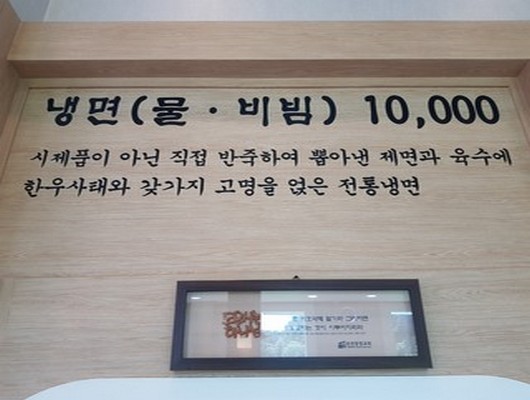 냉면(물·비빔) 10,000
시제품이 아닌 직접 반죽하여 뽑아낸 제면과 육수에
한우사태와 갖가지 고명을 얹은 전통냉면